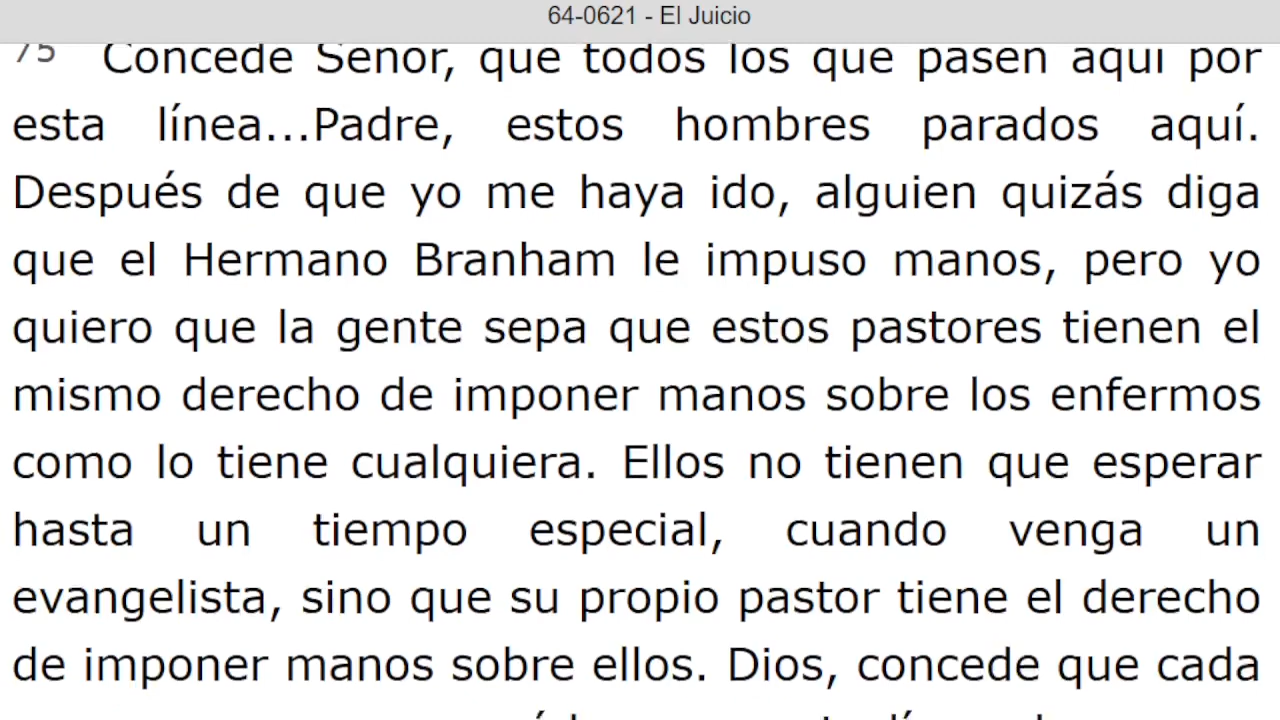 64-0621 - El Juicio
75 Concede Señor, que todos los que pasen aquí por
esta línea...Padre, estos hombres parados aquí.
Después de que yo me haya ido, alguien quizás diga
que el Hermano Branham le impuso manos, pero yo
quiero que la gente sepa que estos pastores tienen el
mismo derecho de imponer manos sobre los enfermos
como lo tiene cualquiera. Ellos no tienen que esperar
hasta un tiempo especial, cuando venga un
evangelista, sino que su propio pastor tiene el derecho
de imponer manos sobre ellos. Dios, concede que cada